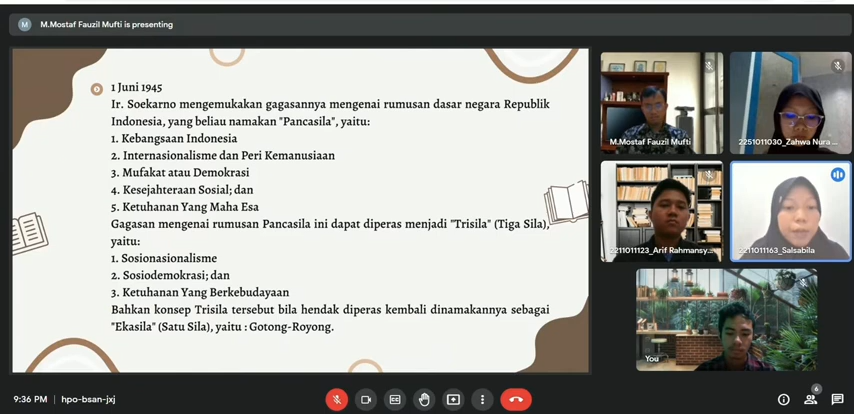 M M.Mostaf Fauzil Mufti is presenting
1 Juni 1945
Ir. Soekarno mengemukakan gagasannya mengenai rumusan dasar negara Republik
Indonesia, yang beliau namakan "Pancasila", yaitu:
1. Kebangsaan Indonesia
2. Internasionalisme dan Peri Kemanusiaan
3. Mufakat atau Demokrasi
4. Kesejahteraan Sosial; dan
5. Ketuhanan Yang Maha Esa
Gagasan mengenai rumusan Pancasila ini dapat diperas menjadi "Trisila" (Tiga Sila),
yaitu:
1. Sosionasionalisme
2. Sosiodemokrasi; dan
3. Ketuhanan Yang Berkebudayaan
Bahkan konsep Trisila tersebut bila hendak diperas kembali dinamakannya sebagai
"Ekasila" (Satu Sila), yaitu : Gotong-Royong.
M.Mostaf Fauzil Mufti
2251011030_Zahwa Nura ...
2211011123_Arif Rahmansy...
2211011163_Salsabila
You
9:36 PM | hpo-bsan-jxj
6